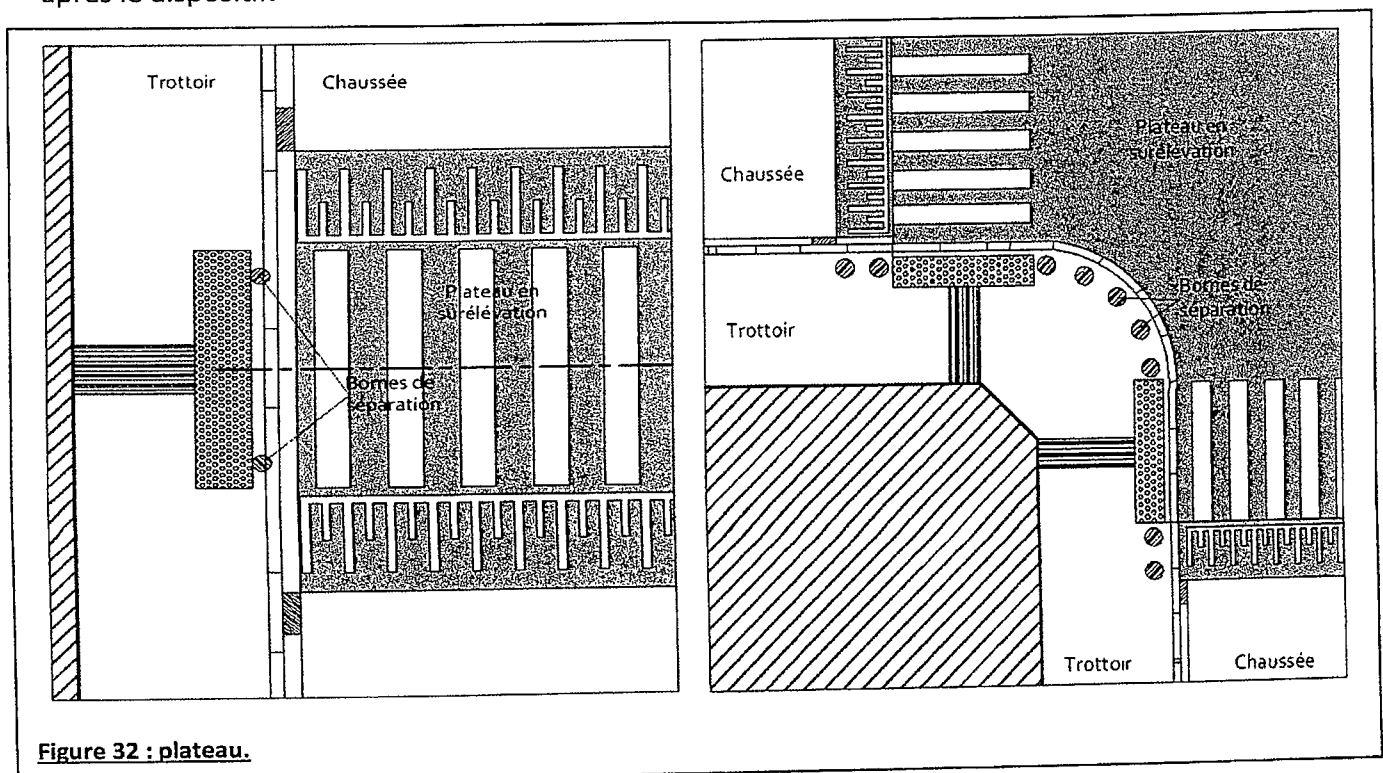 après le dispositif
Trottoir
Chaussée
Plateau en
surélévation
Bornes de
séparation
Chaussée
Plateau en
surélévation
Bornes de
séparation
Trottoir
Trottoir
Chaussée
Figure 32 : plateau.